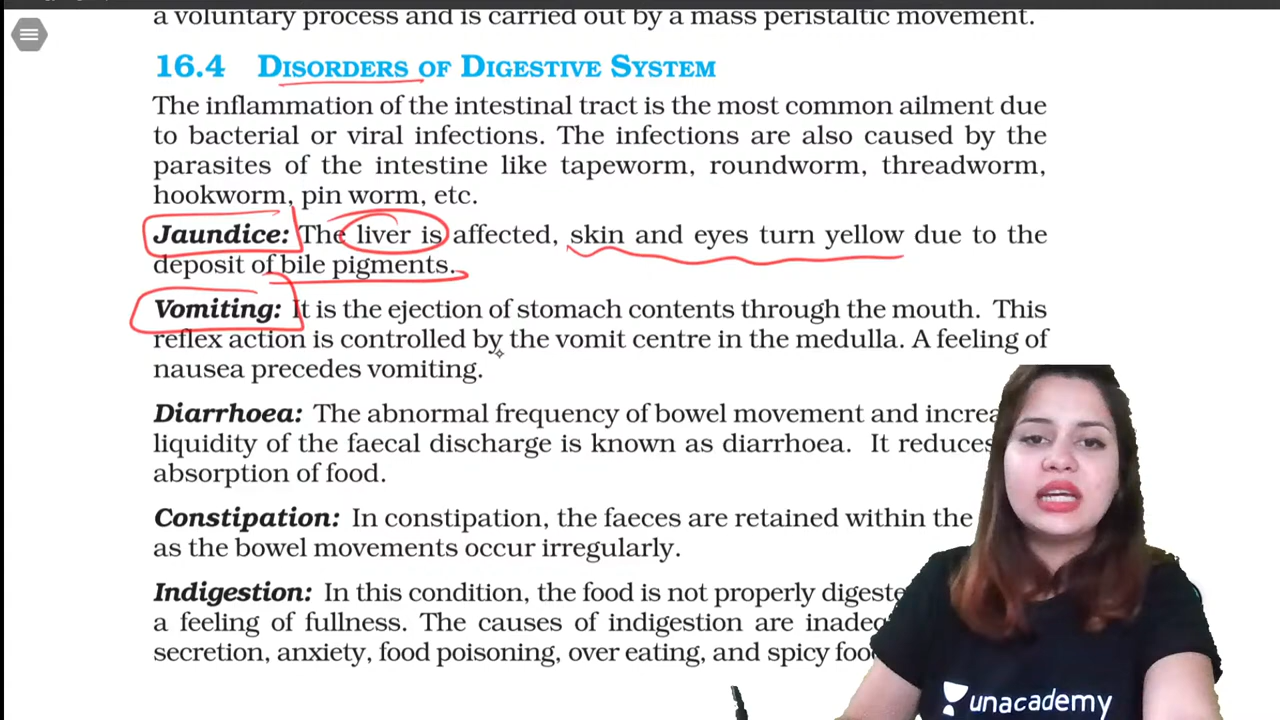 a voluntary process and is carried out by a mass peristaltic movement.
16.4 DISORDERS OF DIGESTIVE SYSTEM
The inflammation of the intestinal tract is the most common ailment due
to bacterial or viral infections. The infections are also caused by the
parasites of the intestine like tapeworm, roundworm, threadworm,
hookworm, pin worm, etc.
Jaundice: The liver is affected, skin and eyes turn yellow due to the
deposit of bile pigments.
Vomiting: It is the ejection of stomach contents through the mouth. This
reflex action is controlled by the vomit centre in the medulla. A feeling of
nausea precedes vomiting.
Diarrhoea: The abnormal frequency of bowel movement and
liquidity of the faecal discharge is known as diarrhoea. It reduces
absorption of food.
Constipation: In constipation, the faeces are retained within the
as the bowel movements occur irregularly.
Indigestion: In this condition, the food is not properly
a feeling of fullness. The causes of indigestion are
secretion, anxiety, food poisoning, over eating, and spicy
unacademy